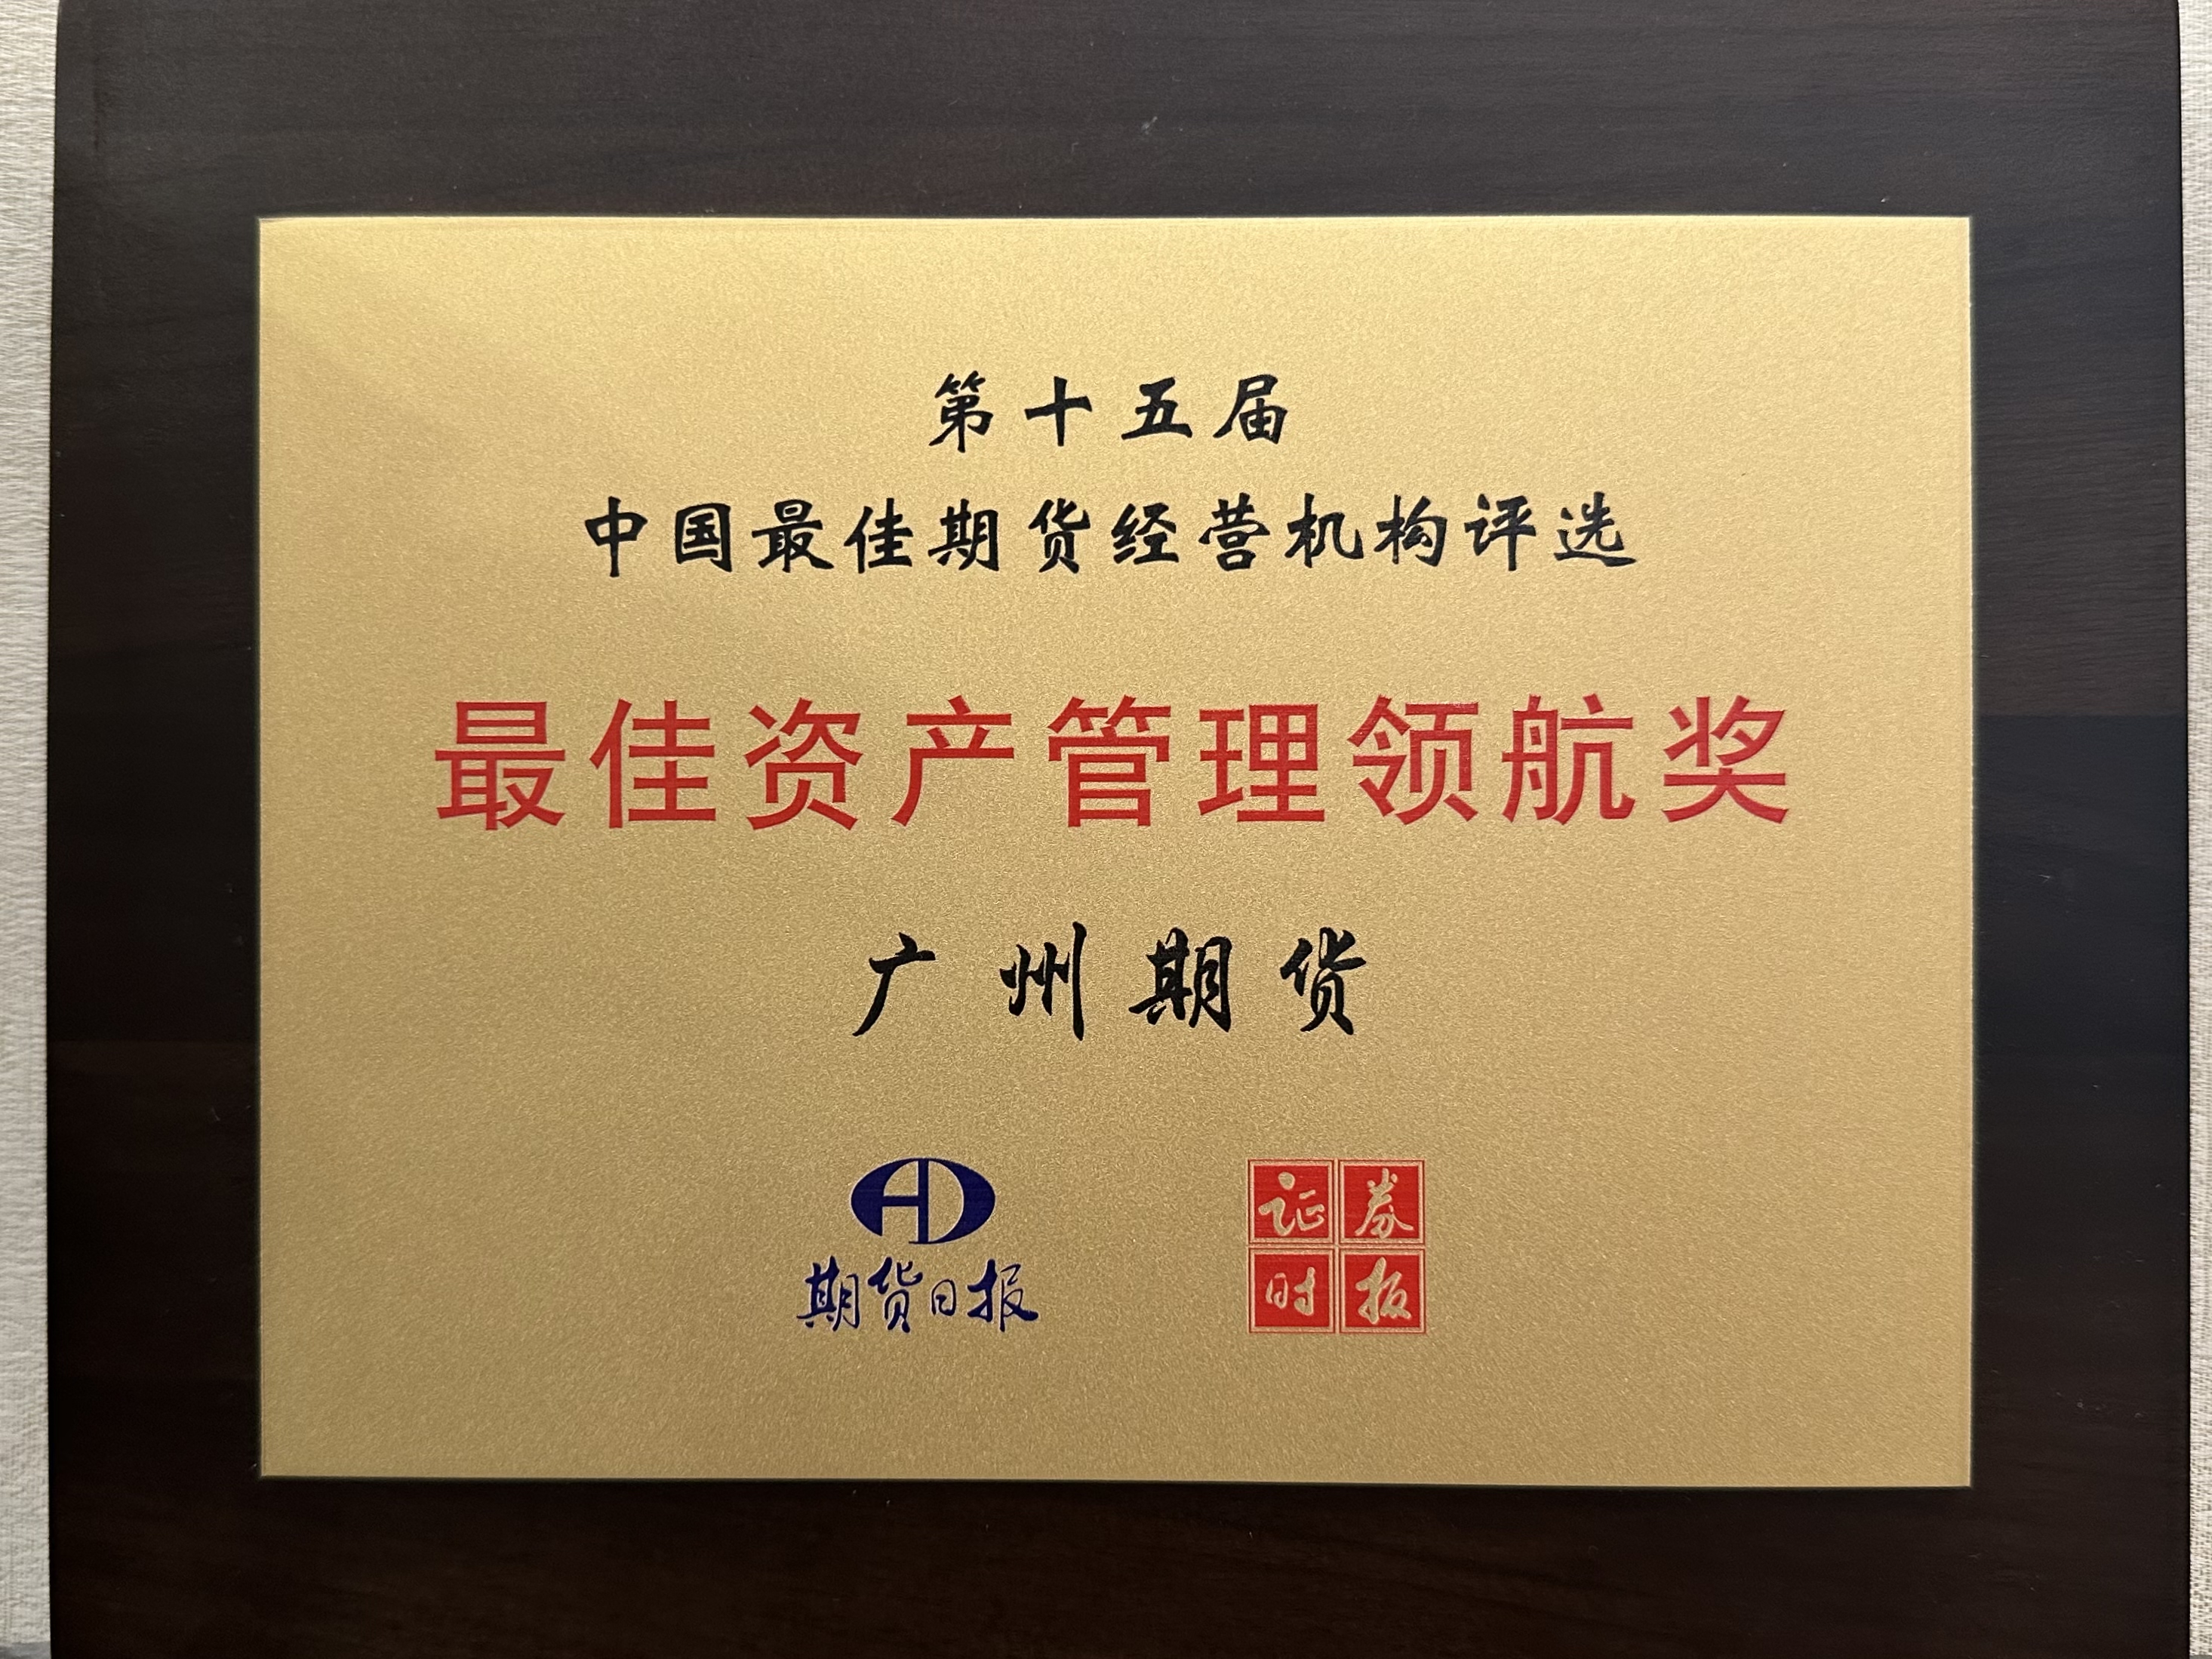 第十五届
中国最佳期货经营机构评选
最佳资产管理领航奖
广州期货
期货日报
证券
时报